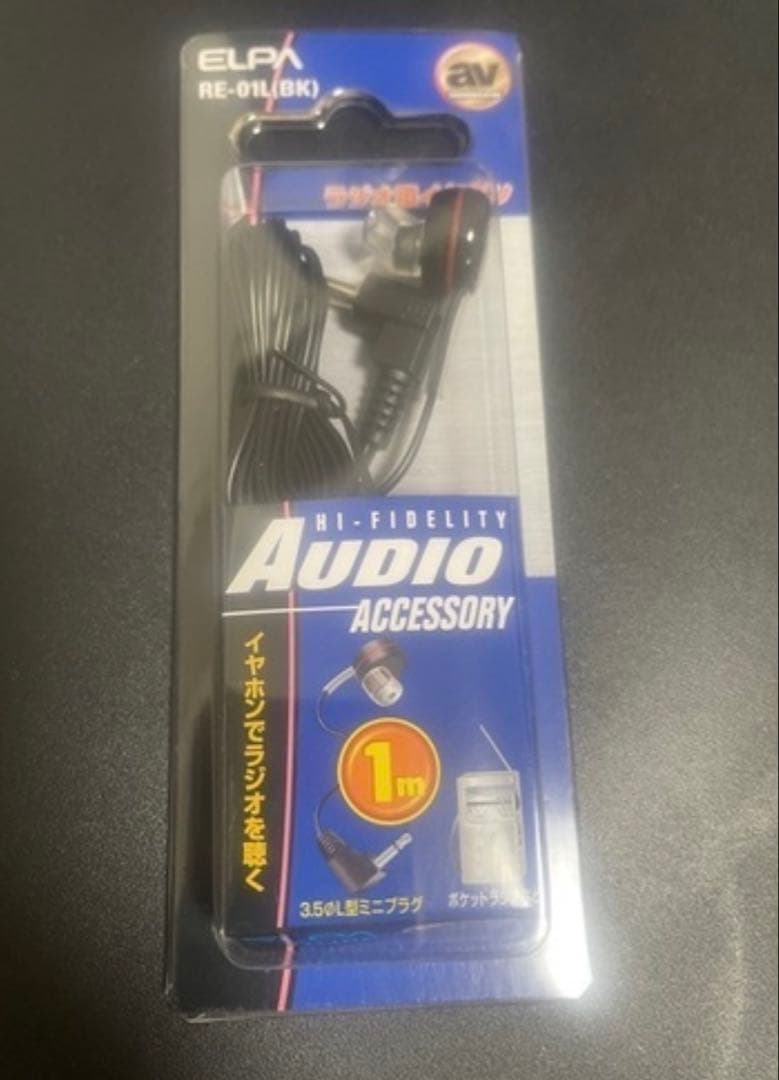 ELPA
RE-01L(BK)
av
ラジオ用イヤホン
HI-FIDELITY
AUDIO
ACCESSORY
イヤホンでラジオを聴く
1m
3.5φL型ミニプラグ